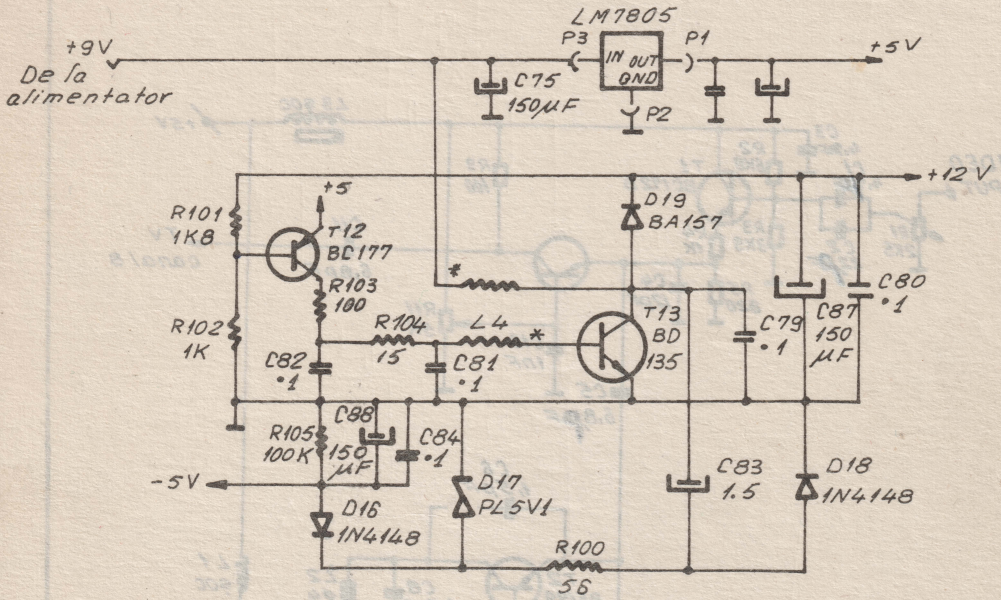 LM7805
+9V
P3
IN OUT
GND
P1
+5V
De la
alimentator
C75
150µF
P2
+12V
+5
D19
BA157
R101
1K8
T12
BC177
R103
100
*
C80
.1
R102
1K
R104
15
L4
*
T13
BD
135
C79
.1
C87
150
µF
C82
.1
C81
.1
C88
150
µF
R105
100K
C84
.1
-5V
D17
PL5V1
C83
1.5
D18
1N4148
D16
1N4148
R100
56